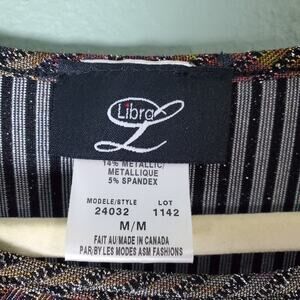 Libra
L
14% METALLIC/
METALLIQUE
5% SPANDEX
MODELE/STYLE LOT
24032 1142
M/M
FAIT AU/MADE IN CANADA
PAR/BY LES MODES ASM FASHIONS